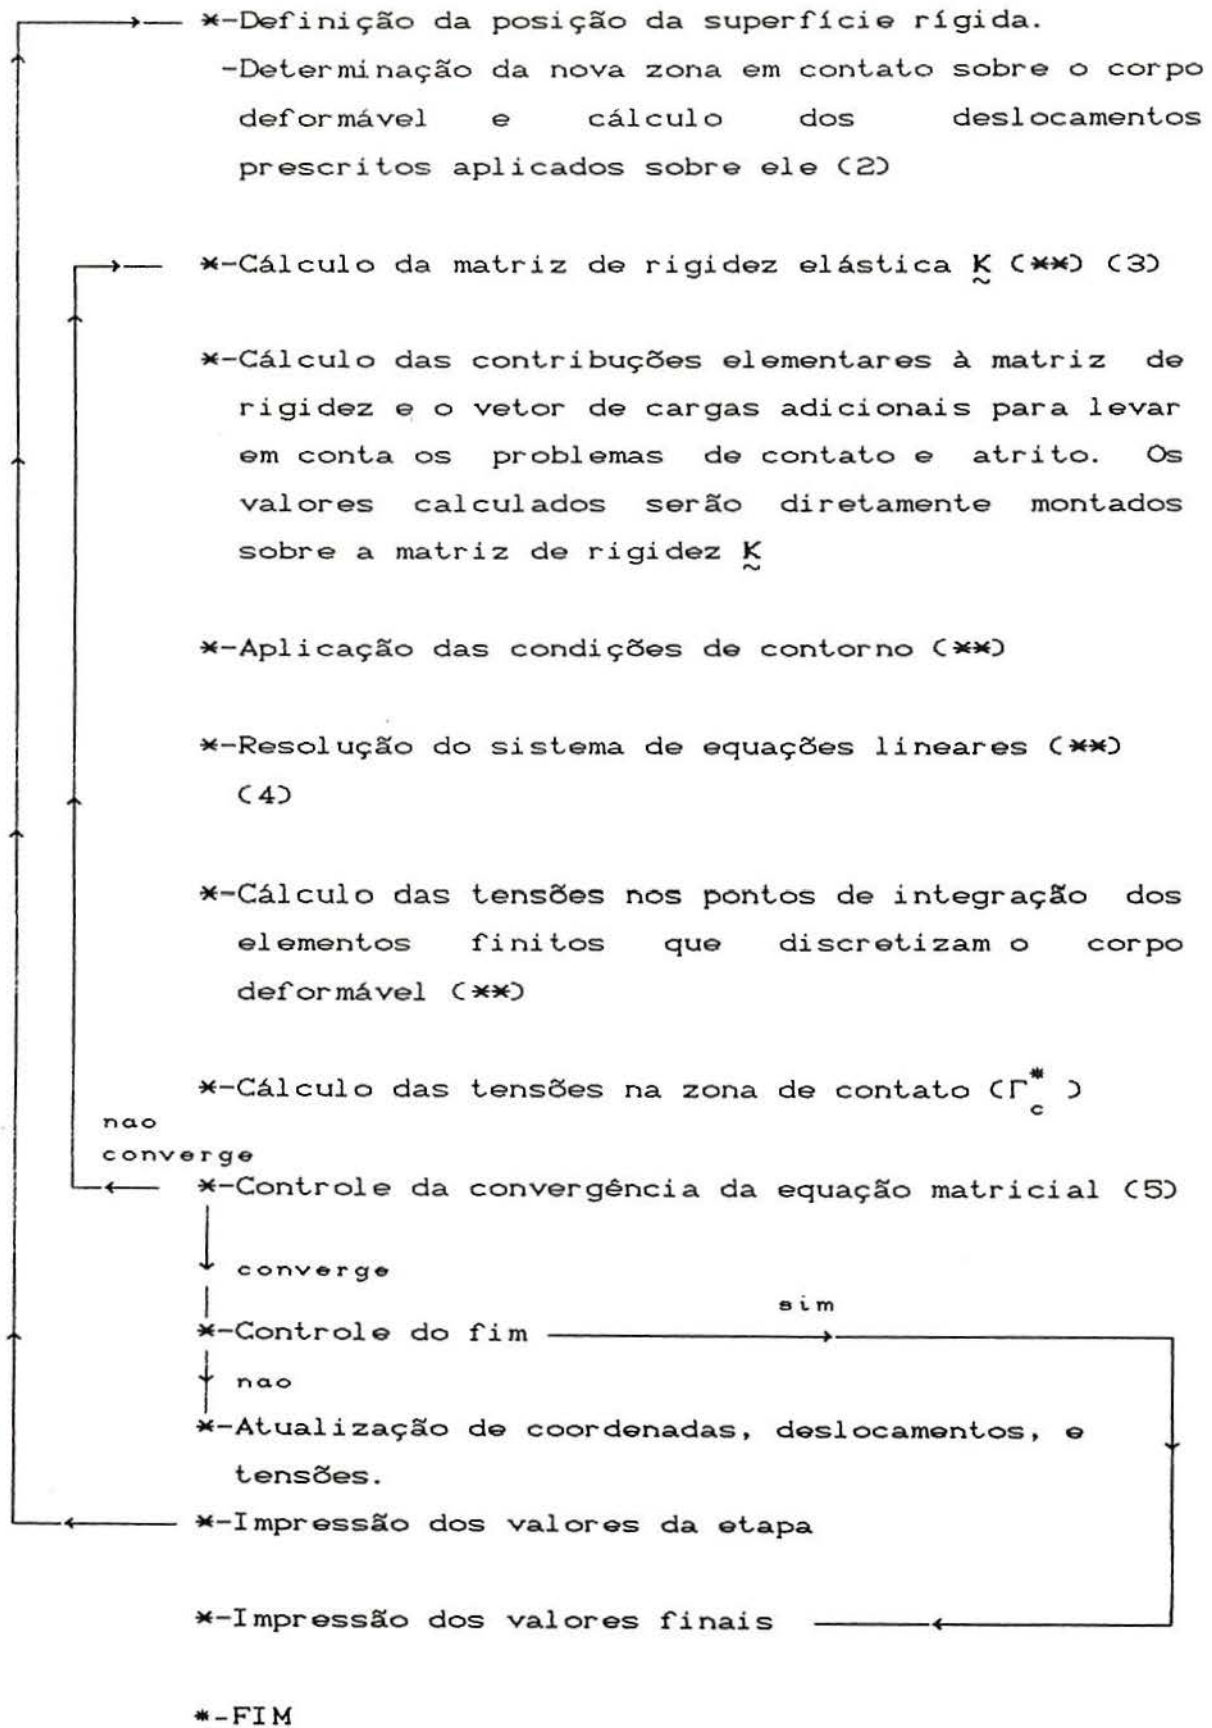 *-Definição da posição da superfície rígida.
-Determinação da nova zona em contato sobre o corpo
deformável e cálculo dos deslocamentos
prescritos aplicados sobre ele (2)
*-Cálculo da matriz de rigidez elástica K̰ (**) (3)
*-Cálculo das contribuções elementares à matriz de
rigidez e o vetor de cargas adicionais para levar
em conta os problemas de contato e atrito. Os
valores calculados serão diretamente montados
sobre a matriz de rigidez K̰
*-Aplicação das condições de contorno (**)
*-Resolução do sistema de equações lineares (**)
(4)
*-Cálculo das tensões nos pontos de integração dos
elementos finitos que discretizam o corpo
deformável (**)
*-Cálculo das tensões na zona de contato (Γ*c )
nao
converge
*-Controle da convergência da equação matricial (5)
converge
sim
*-Controle do fim
nao
*-Atualização de coordenadas, deslocamentos, e
tensões.
*-Impressão dos valores da etapa
*-Impressão dos valores finais
*-FIM